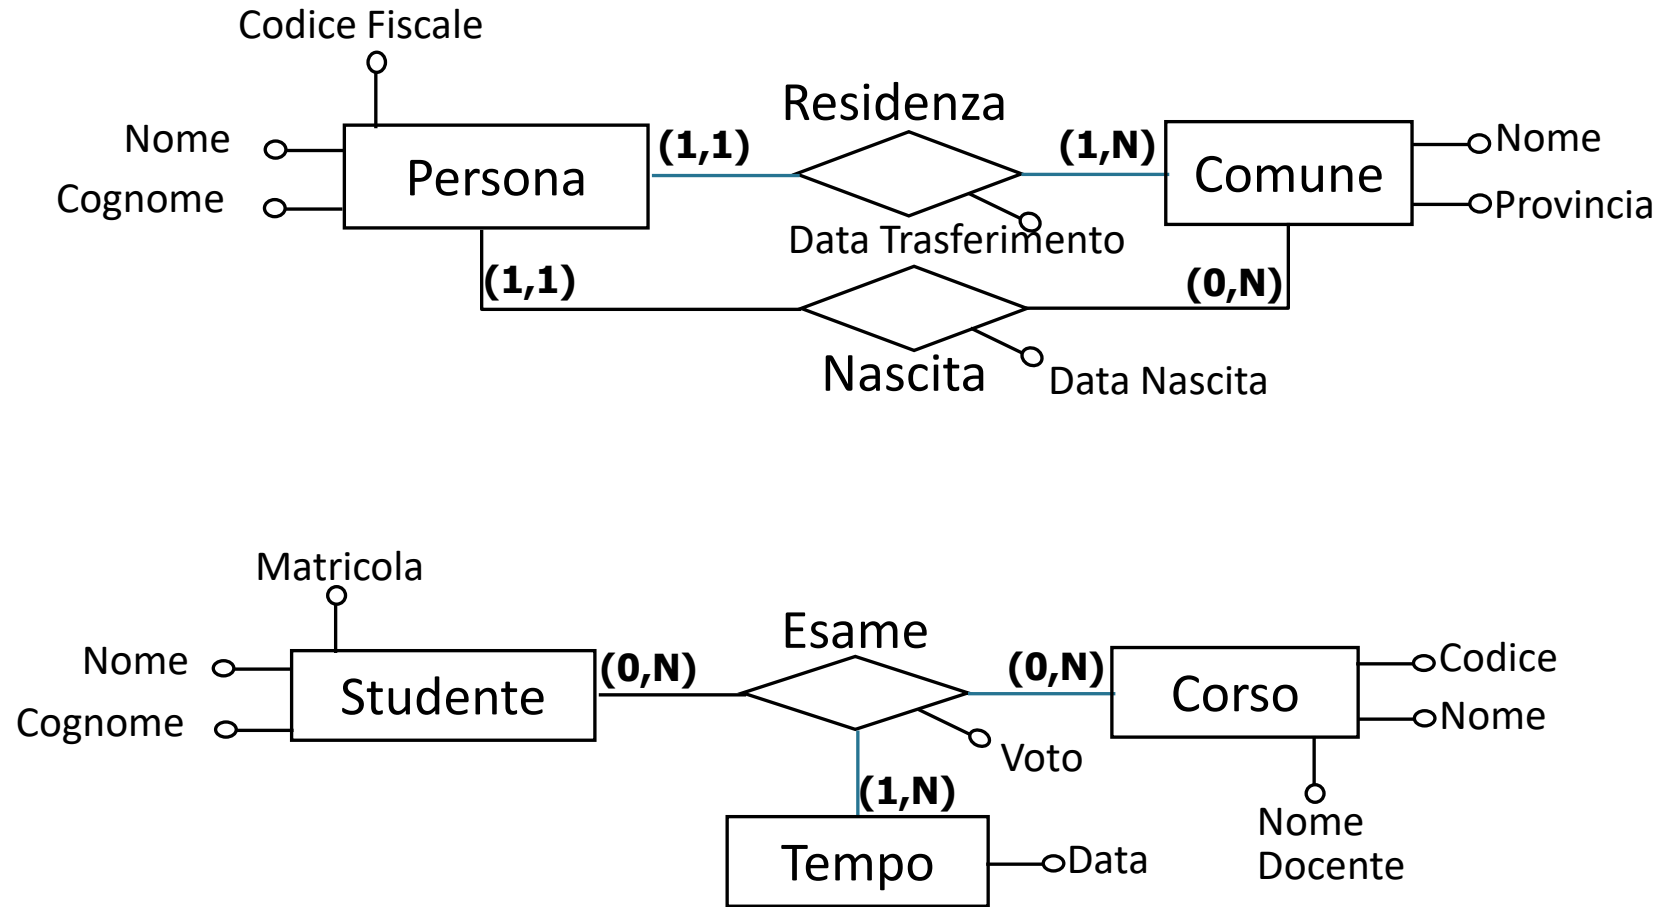 Codice Fiscale
Nome
Cognome
Persona
(1,1)
Residenza
(1,N)
Comune
Nome
Provincia
Data Trasferimento
(1,1)
(0,N)
Nascita
Data Nascita
Matricola
Nome
Cognome
Studente
(0,N)
Esame
(0,N)
Corso
Codice
Nome
Voto
(1,N)
Nome
Docente
Tempo
Data